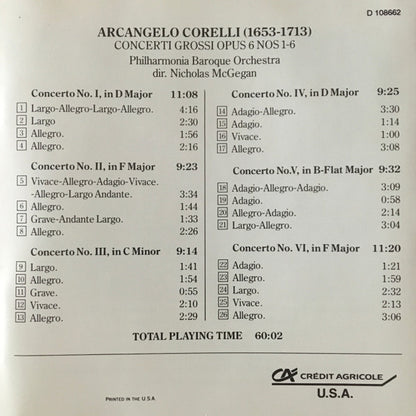 D 108662
ARCANGELO CORELLI (1653-1713)
CONCERTI GROSSI OPUS 6 NOS 1-6
Philharmonia Baroque Orchestra
dir. Nicholas McGegan
Concerto No. I, in D Major 11:08
1 Largo-Allegro-Largo-Allegro. 4:16
2 Largo 2:30
3 Allegro. 1:56
4 Allegro. 2:16
Concerto No. II, in F Major 9:23
5 Vivace-Allegro-Adagio-Vivace.
-Allegro-Largo Andante. 3:34
6 Allegro. 1:44
7 Grave-Andante Largo. 1:33
8 Allegro. 2:26
Concerto No. III, in C Minor 9:14
9 Largo. 1:41
10 Allegro. 1:54
11 Grave. 0:55
12 Vivace. 2:10
13 Allegro. 2:29
Concerto No. IV, in D Major 9:25
14 Adagio-Allegro. 3:30
15 Adagio. 1:14
16 Vivace. 1:00
17 Allegro. 3:38
Concerto No.V, in B-Flat Major 9:32
18 Adagio-Allegro-Adagio. 3:09
19 Adagio. 0:58
20 Allegro-Adagio. 2:14
21 Largo-Allegro. 3:04
Concerto No. VI, in F Major 11:20
22 Adagio. 1:21
23 Allegro. 1:59
24 Largo. 2:32
25 Vivace. 2:13
26 Allegro. 3:06
TOTAL PLAYING TIME 60:02
CA CRÉDIT AGRICOLE
U.S.A.
PRINTED IN THE U.S.A.